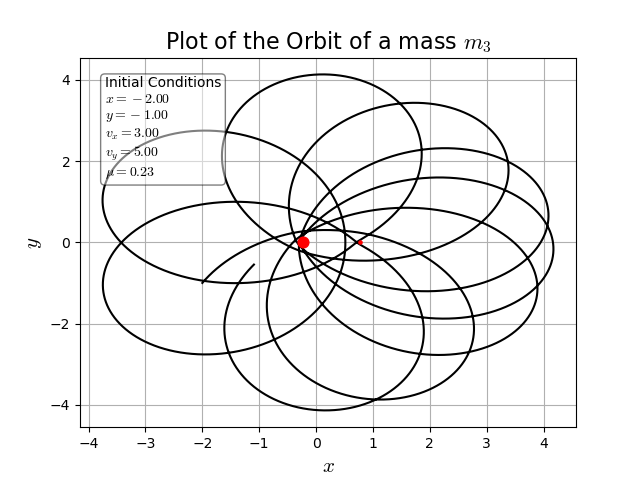 Plot of the Orbit of a mass m₃
Initial Conditions
x = −2.00
y = −1.00
vₓ = 3.00
v_y = 5.00
μ = 0.23
4
2
0
−2
−4
y
−4 −3 −2 −1 0 1 2 3 4
x